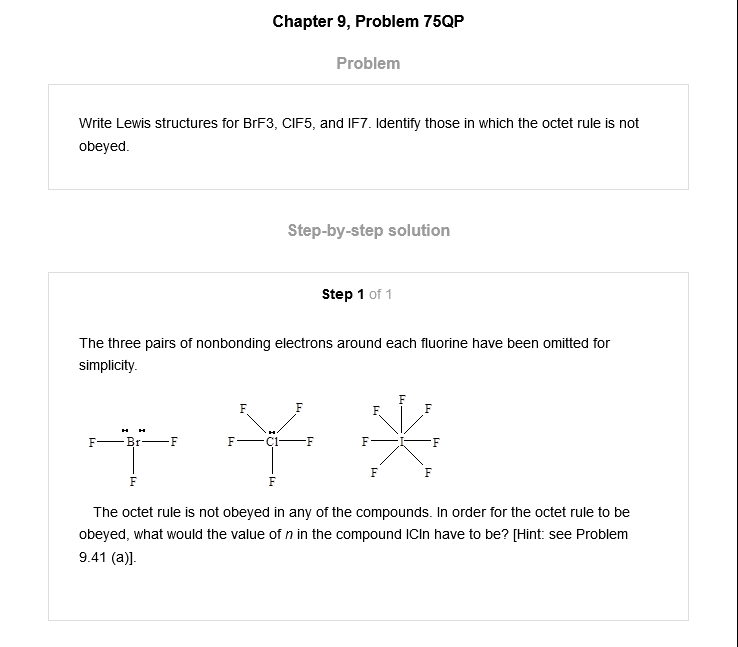 Chapter 9, Problem 75QP
Problem
Write Lewis structures for BrF3, ClF5, and IF7. Identify those in which the octet rule is not
obeyed.
Step-by-step solution
Step 1 of 1
The three pairs of nonbonding electrons around each fluorine have been omitted for
simplicity.
F F F F F
F Br F F Cl F F I F
F F F F
The octet rule is not obeyed in any of the compounds. In order for the octet rule to be
obeyed, what would the value of n in the compound ICln have to be? [Hint: see Problem
9.41 (a)].